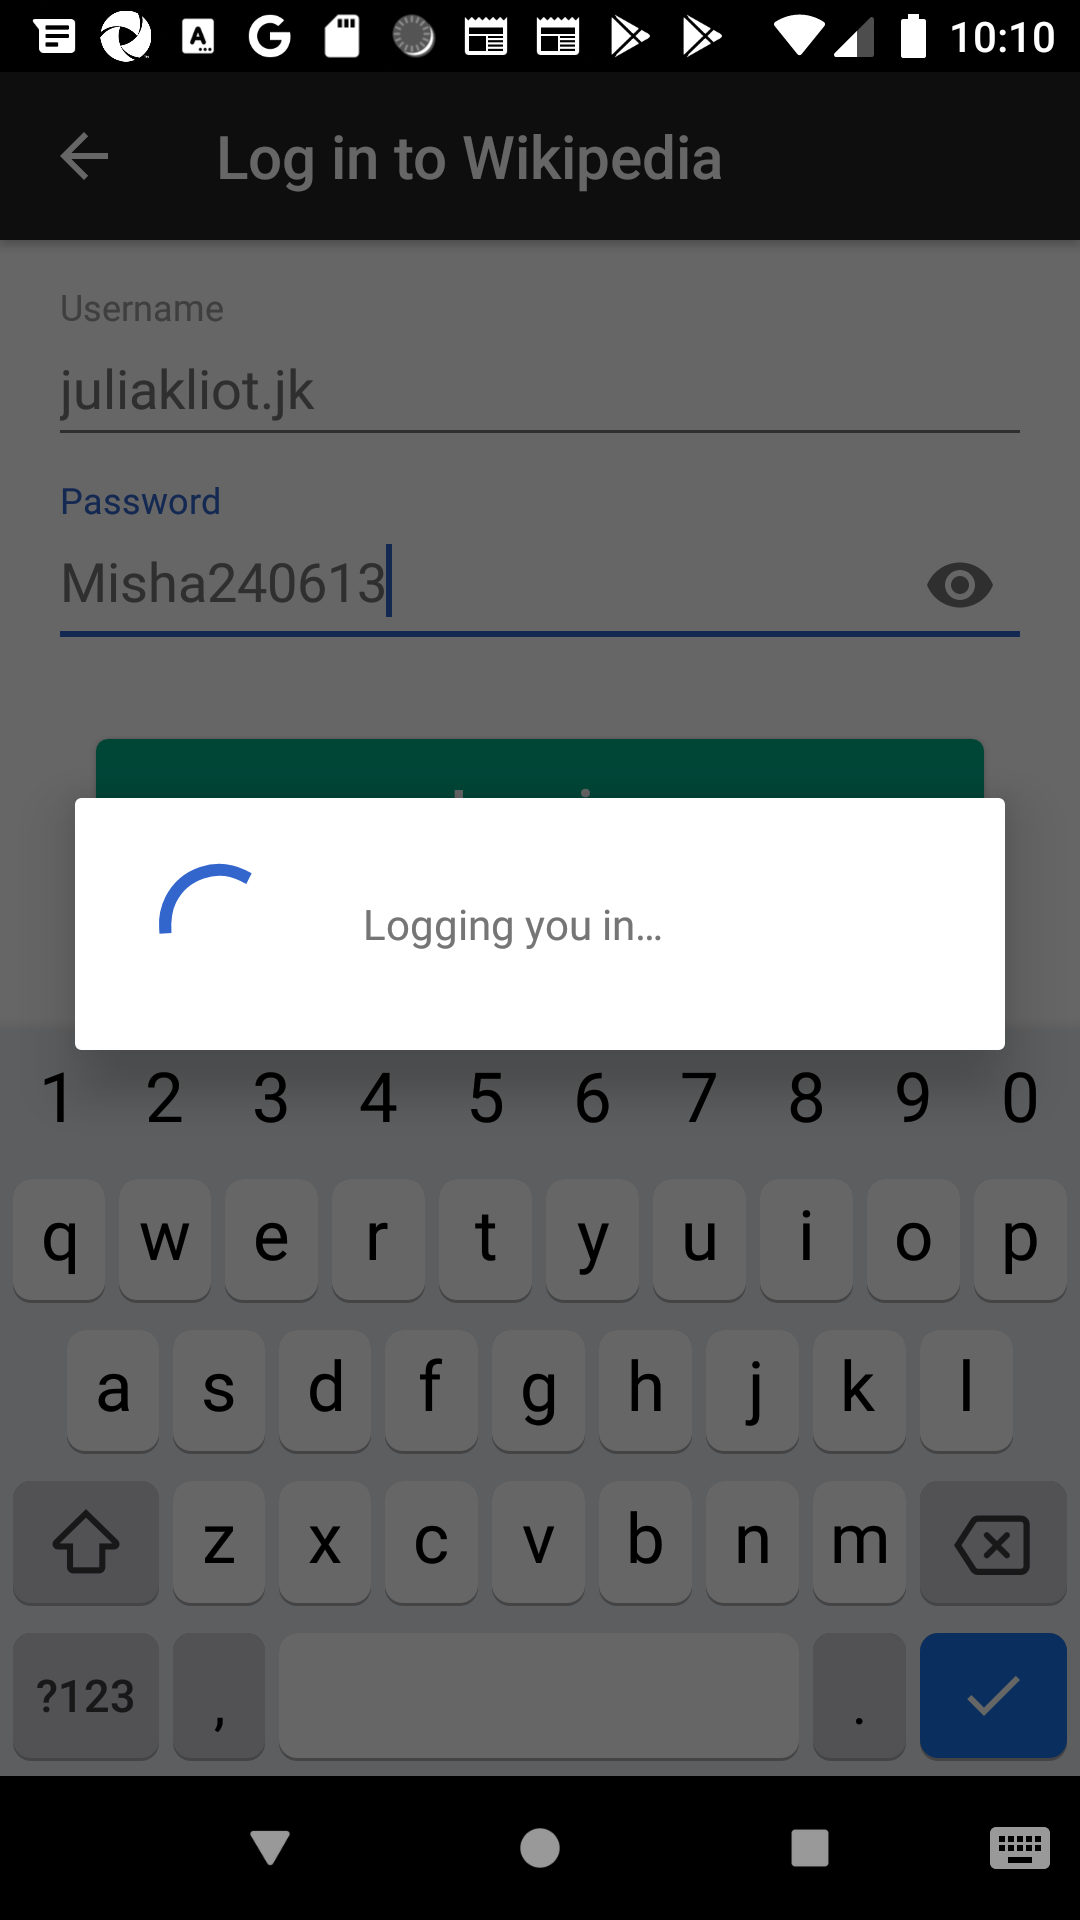 10:10
Log in to Wikipedia
Username
juliakliot.jk
Password
Misha240613
Logging you in…
1 2 3 4 5 6 7 8 9 0
q w e r t y u i o p
a s d f g h j k l
z x c v b n m
?123 , .